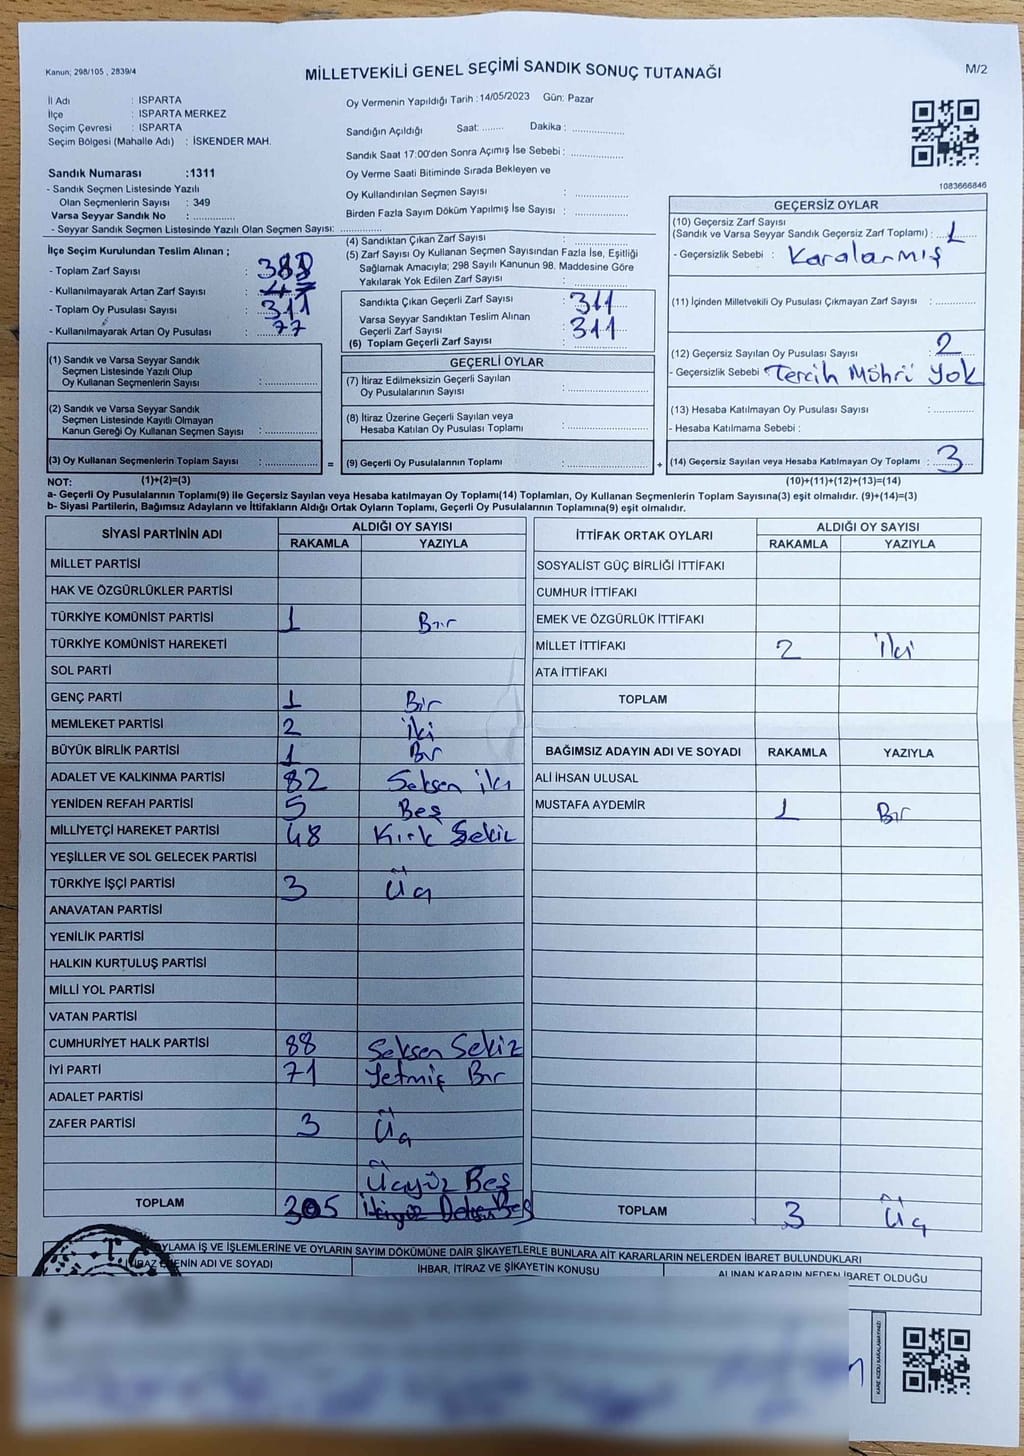 Kanun; 298/105 , 2839/4
MİLLETVEKİLİ GENEL SEÇİMİ SANDIK SONUÇ TUTANAĞI
M/2
İl Adı : ISPARTA
İlçe : ISPARTA MERKEZ
Seçim Çevresi : ISPARTA
Seçim Bölgesi (Mahalle Adı) : İSKENDER MAH.
Sandık Numarası :1311
- Sandık Seçmen Listesinde Yazılı
Olan Seçmenlerin Sayısı : 349
Varsa Seyyar Sandık No :
- Seyyar Sandık Seçmen Listesinde Yazılı Olan Seçmen Sayısı:
Oy Vermenin Yapıldığı Tarih : 14/05/2023 Gün: Pazar
Sandığın Açıldığı Saat: Dakika :
Sandık Saat 17:00'den Sonra Açımış İse Sebebi :
Oy Verme Saati Bitiminde Sırada Bekleyen ve
Oy Kullandırılan Seçmen Sayısı :
Birden Fazla Sayım Döküm Yapılmış İse Sayısı :
1083666846
İlçe Seçim Kurulundan Teslim Alınan ;
- Toplam Zarf Sayısı :
- Kullanılmayarak Artan Zarf Sayısı :
- Toplam Oy Pusulası Sayısı : 311
- Kullanılmayarak Artan Oy Pusulası : 77
(4) Sandıktan Çıkan Zarf Sayısı :
(5) Zarf Sayısı Oy Kullanan Seçmen Sayısından Fazla İse, Eşitliği
Sağlamak Amacıyla; 298 Sayılı Kanunun 98. Maddesine Göre
Yakılarak Yok Edilen Zarf Sayısı :
Sandıkta Çıkan Geçerli Zarf Sayısı : 311
Varsa Seyyar Sandıktan Teslim Alınan
Geçerli Zarf Sayısı : 311
(6) Toplam Geçerli Zarf Sayısı :
GEÇERSİZ OYLAR
(10) Geçersiz Zarf Sayısı
(Sandık ve Varsa Seyyar Sandık Geçersiz Zarf Toplamı) : 1
- Geçersizlik Sebebi : Karalarmış
(11) İçinden Milletvekili Oy Pusulası Çıkmayan Zarf Sayısı :
(12) Geçersiz Sayılan Oy Pusulası Sayısı : 2
- Geçersizlik Sebebi : Tercih Möhri Yok
(13) Hesaba Katılmayan Oy Pusulası Sayısı :
- Hesaba Katılmama Sebebi :
(14) Geçersiz Sayılan veya Hesaba Katılmayan Oy Toplamı : 3
(1) Sandık ve Varsa Seyyar Sandık
Seçmen Listesinde Yazılı Olup
Oy Kullanan Seçmenlerin Sayısı :
(2) Sandık ve Varsa Seyyar Sandık
Seçmen Listesinde Kayıtlı Olmayan
Kanun Gereği Oy Kullanan Seçmen Sayısı :
(3) Oy Kullanan Seçmenlerin Toplam Sayısı : =
GEÇERLİ OYLAR
(7) İtiraz Edilmeksizin Geçerli Sayılan
Oy Pusulalarının Sayısı :
(8) İtiraz Üzerine Geçerli Sayılan veya
Hesaba Katılan Oy Pusulası Toplamı :
(9) Geçerli Oy Pusulalarının Toplamı : +
NOT: (1)+(2)=(3) (10)+(11)+(12)+(13)=(14)
a- Geçerli Oy Pusulalarının Toplamı(9) ile Geçersiz Sayılan veya Hesaba katılmayan Oy Toplamı(14) Toplamları, Oy Kullanan Seçmenlerin Toplam Sayısına(3) eşit olmalıdır. (9)+(14)=(3)
b- Siyasi Partilerin, Bağımsız Adayların ve İttifakların Aldığı Ortak Oyların Toplamı, Geçerli Oy Pusulalarının Toplamına(9) eşit olmalıdır.
SİYASİ PARTİNİN ADI ALDIĞI OY SAYISI
RAKAMLA YAZIYLA
MİLLET PARTİSİ
HAK VE ÖZGÜRLÜKLER PARTİSİ
TÜRKİYE KOMÜNİST PARTİSİ 1 Bir
TÜRKİYE KOMÜNİST HAREKETİ
SOL PARTİ
GENÇ PARTİ 1 Bir
MEMLEKET PARTİSİ 2 İki
BÜYÜK BİRLİK PARTİSİ 1 Bir
ADALET VE KALKINMA PARTİSİ 82 Seksen iki
YENİDEN REFAH PARTİSİ 5 Beş
MİLLİYETÇİ HAREKET PARTİSİ 48 Kırk Sekiz
YEŞİLLER VE SOL GELECEK PARTİSİ
TÜRKİYE İŞÇİ PARTİSİ 3 Üç
ANAVATAN PARTİSİ
YENİLİK PARTİSİ
HALKIN KURTULUŞ PARTİSİ
MİLLİ YOL PARTİSİ
VATAN PARTİSİ
CUMHURİYET HALK PARTİSİ 88 Seksen Sekiz
İYİ PARTİ 71 Yetmiş Bir
ADALET PARTİSİ
ZAFER PARTİSİ 3 Üç
Üçyüz Beş
TOPLAM 305
İTTİFAK ORTAK OYLARI ALDIĞI OY SAYISI
RAKAMLA YAZIYLA
SOSYALİST GÜÇ BİRLİĞİ İTTİFAKI
CUMHUR İTTİFAKI
EMEK VE ÖZGÜRLÜK İTTİFAKI
MİLLET İTTİFAKI 2 İki
ATA İTTİFAKI
TOPLAM
BAĞIMSIZ ADAYIN ADI VE SOYADI RAKAMLA YAZIYLA
ALİ İHSAN ULUSAL
MUSTAFA AYDEMİR 1 Bir
TOPLAM 3 Üç
OYLAMA İŞ VE İŞLEMLERİNE VE OYLARIN SAYIM DÖKÜMÜNE DAİR ŞİKAYETLERLE BUNLARA AİT KARARLARIN NELERDEN İBARET BULUNDUKLARI
İTİRAZ EDENİN ADI VE SOYADI İHBAR, İTİRAZ VE ŞİKAYETİN KONUSU ALINAN KARARIN NEDEN İBARET OLDUĞU
T.C.
KARE KODU KARALAMAYINIZ!